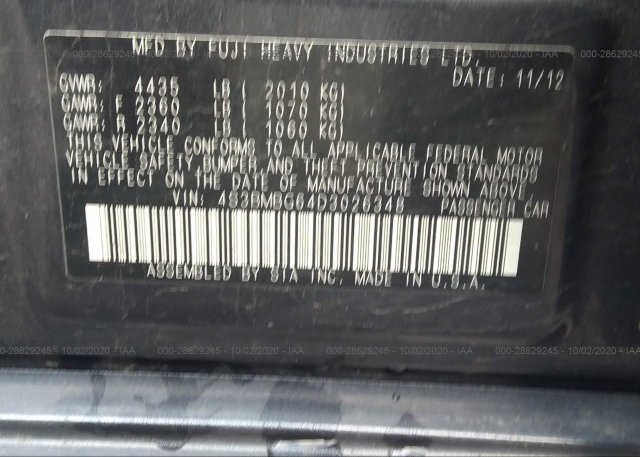 MFD BY FUJI HEAVY INDUSTRIES LTD.
DATE: 11/12
GVWR: 4435 LB( 2010 KG)
GAWR: F 2360 LB( 1070 KG)
GAWR: R 2340 LB( 1060 KG)
THIS VEHICLE CONFORMS TO ALL APPLICABLE FEDERAL MOTOR
VEHICLE SAFETY BUMPER AND THEFT PREVENTION STANDARDS
IN EFFECT ON THE DATE OF MANUFACTURE SHOWN ABOVE
VIN: 4S3BMBG64D3026348 PASSENGER CAR
ASSEMBLED BY SIA INC. MADE IN U.S.A.
000-28629245 - 10/02/2020 - IAA